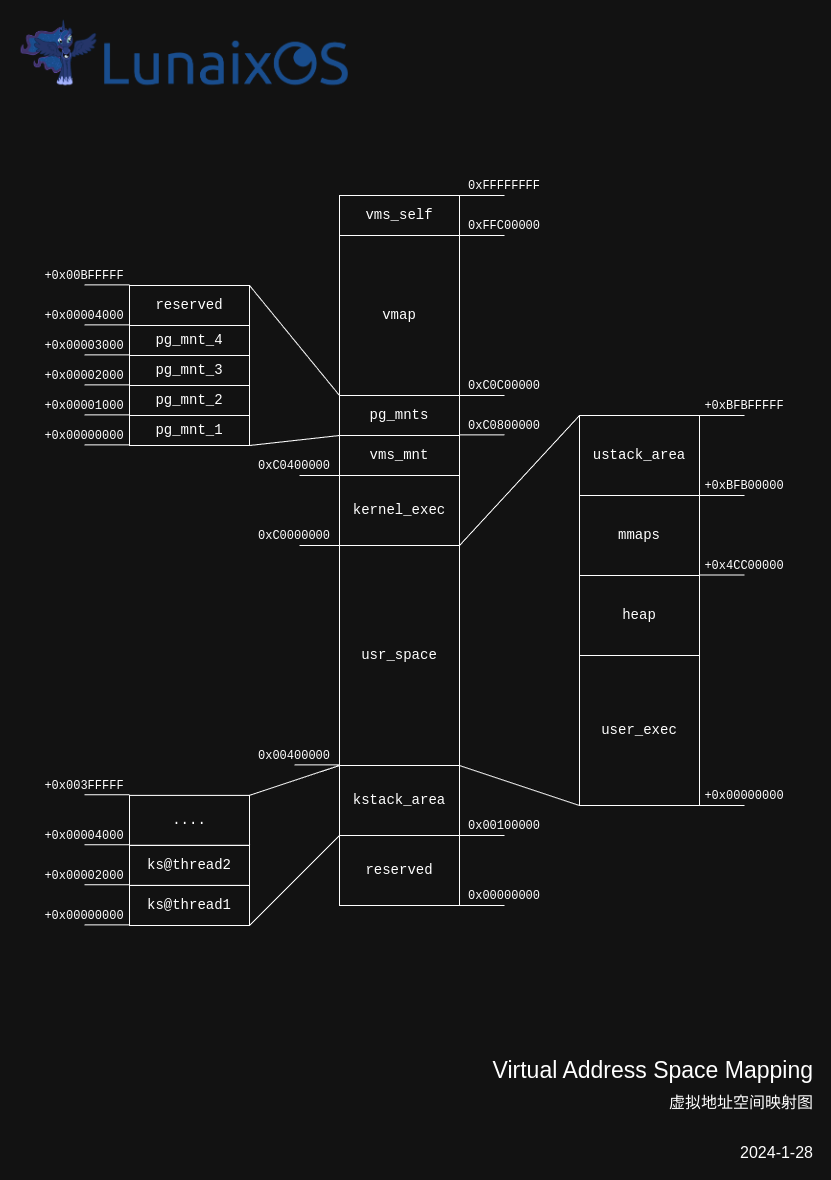 LunaixOS
0xFFFFFFFF
vms_self
0xFFC00000
vmap
0xC0C00000
pg_mnts
0xC0800000
vms_mnt
0xC0400000
kernel_exec
0xC0000000
usr_space
0x00400000
kstack_area
0x00100000
reserved
0x00000000
+0x00BFFFFF
reserved
+0x00004000
pg_mnt_4
+0x00003000
pg_mnt_3
+0x00002000
pg_mnt_2
+0x00001000
pg_mnt_1
+0x00000000
+0xBFBFFFFF
ustack_area
+0xBFB00000
mmaps
+0x4CC00000
heap
user_exec
+0x00000000
+0x003FFFFF
....
+0x00004000
ks@thread2
+0x00002000
ks@thread1
+0x00000000
Virtual Address Space Mapping
虚拟地址空间映射图
2024-1-28